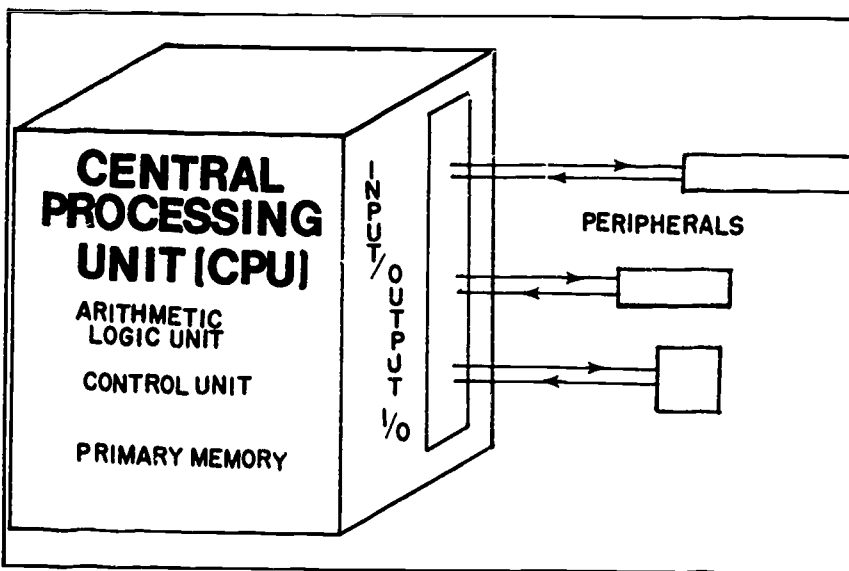 CENTRAL
PROCESSING
UNIT (CPU)
ARITHMETIC
LOGIC UNIT
CONTROL UNIT
PRIMARY MEMORY
INPUT/OUTPUT I/O
PERIPHERALS